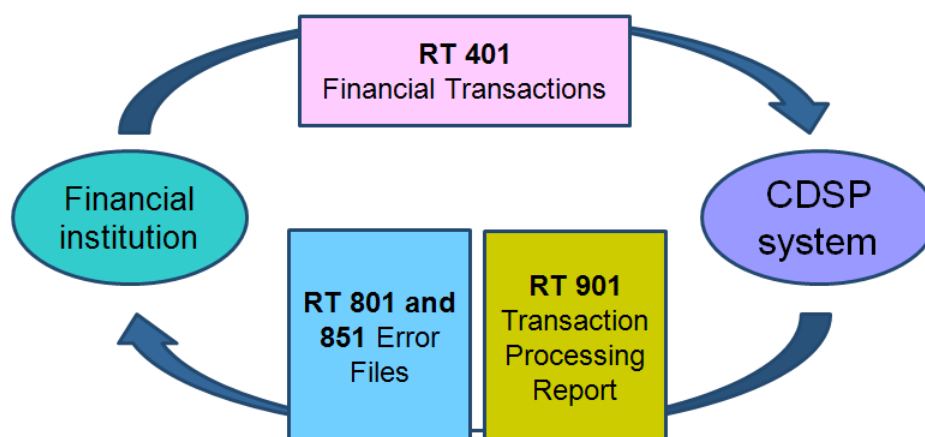 RT 401
Financial Transactions
Financial
institution
CDSP
system
RT 801 and
851 Error
Files
RT 901
Transaction
Processing
Report